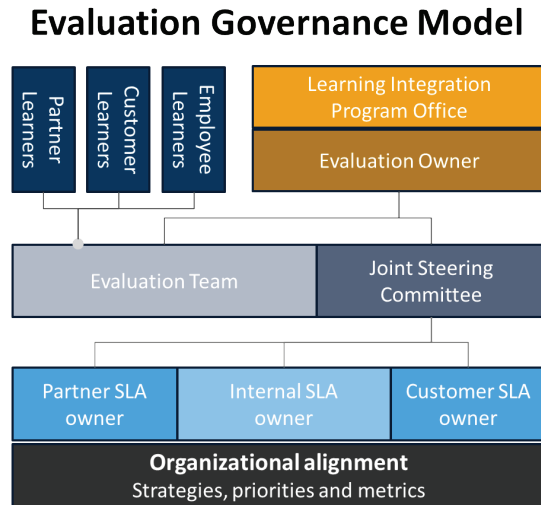 Evaluation Governance Model
Partner
Learners
Customer
Learners
Employee
Learners
Learning Integration
Program Office
Evaluation Owner
Evaluation Team
Joint Steering
Committee
Partner SLA
owner
Internal SLA
owner
Customer SLA
owner
Organizational alignment
Strategies, priorities and metrics